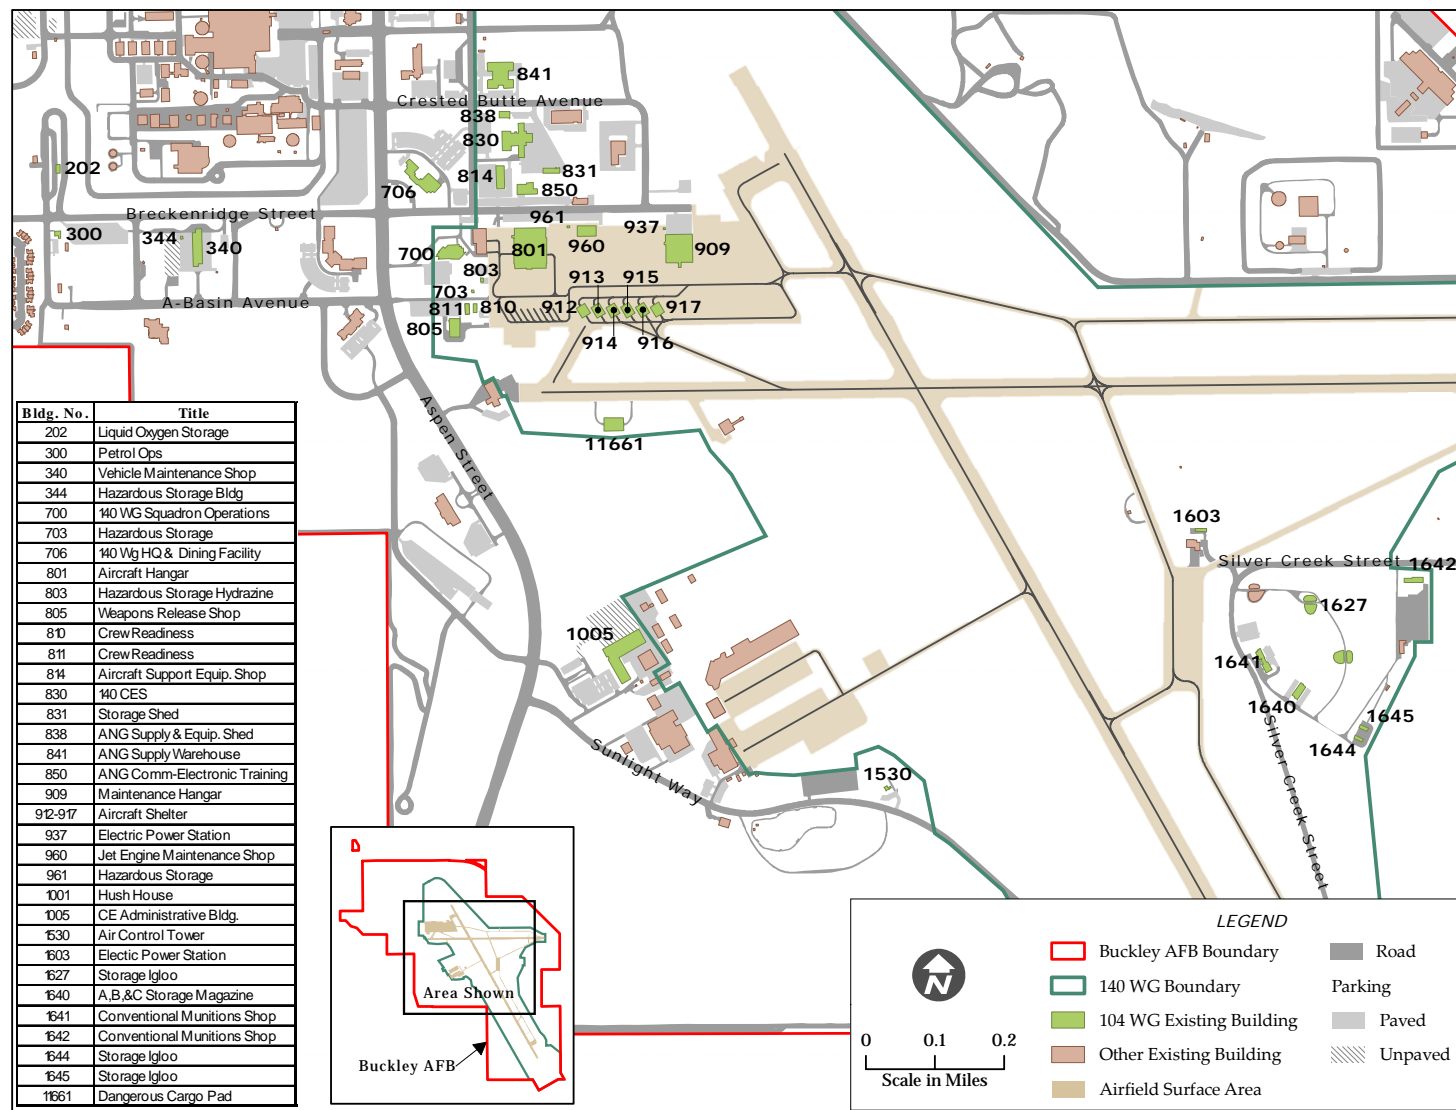 841
Crested Butte Avenue
838
830
831
202
814
850
706
Breckenridge Street
961
937
300
344
340
700
801
960
909
803
913
915
703
A-Basin Avenue
811
810
912
917
805
914
916
Aspen Street
11661
1603
Silver Creek Street
1642
1627
1005
1641
1640
1645
1644
Silver Creek Street
Sunlight Way
1530
Bldg. No. Title
202 Liquid Oxygen Storage
300 Petrol Ops
340 Vehicle Maintenance Shop
344 Hazardous Storage Bldg
700 140 WG Squadron Operations
703 Hazardous Storage
706 140 Wg HQ & Dining Facility
801 Aircraft Hangar
803 Hazardous Storage Hydrazine
805 Weapons Release Shop
810 Crew Readiness
811 Crew Readiness
814 Aircraft Support Equip. Shop
830 140 CES
831 Storage Shed
838 ANG Supply & Equip. Shed
841 ANG Supply Warehouse
850 ANG Comm-Electronic Training
909 Maintenance Hangar
912-917 Aircraft Shelter
937 Electric Power Station
960 Jet Engine Maintenance Shop
961 Hazardous Storage
1001 Hush House
1005 CE Administrative Bldg.
1530 Air Control Tower
1603 Electic Power Station
1627 Storage Igloo
1640 A,B,&C Storage Magazine
1641 Conventional Munitions Shop
1642 Conventional Munitions Shop
1644 Storage Igloo
1645 Storage Igloo
11661 Dangerous Cargo Pad
Area Shown
Buckley AFB
N
0 0.1 0.2
Scale in Miles
LEGEND
Buckley AFB Boundary
140 WG Boundary
104 WG Existing Building
Other Existing Building
Airfield Surface Area
Road
Parking
Paved
Unpaved